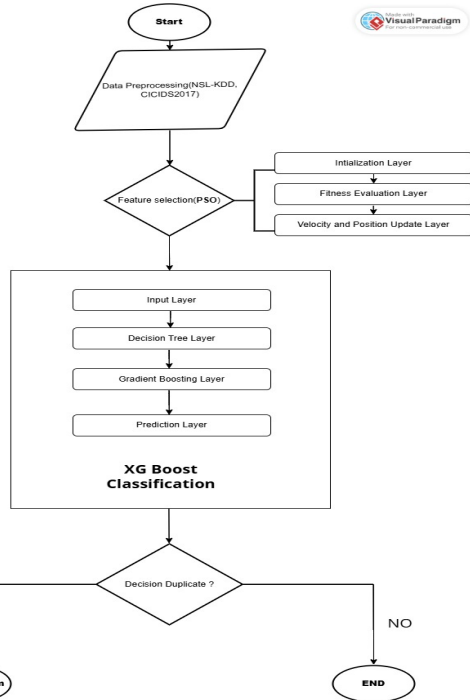 Start
Made with
Visual Paradigm
For non-commercial use
Data Preprocessing(NSL-KDD,
CICIDS2017)
Intialization Layer
Feature selection(PSO)
Fitness Evaluation Layer
Velocity and Position Update Layer
Input Layer
Decision Tree Layer
Gradient Boosting Layer
Prediction Layer
XG Boost
Classification
Decision Duplicate ?
NO
END